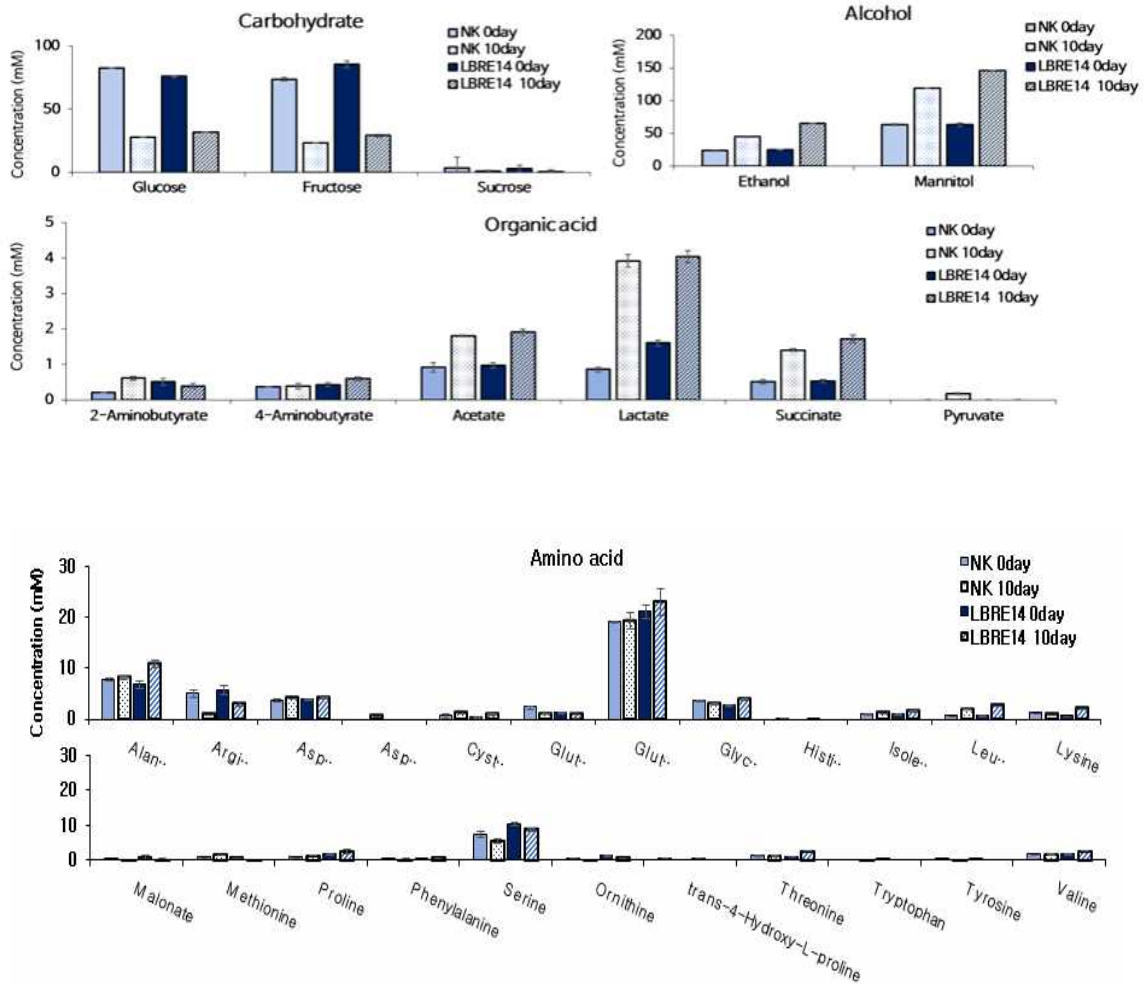 Carbohydrate
Concentration (mM)
100
50
0
Glucose Fructose Sucrose
NK 0day
NK 10day
LBRE14 0day
LBRE14 10day
Alcohol
Concentration (mM)
200
150
100
50
0
Ethanol Mannitol
NK 0day
NK 10day
LBRE14 0day
LBRE14 10day
Organic acid
Concentration (mM)
5
4
3
2
1
0
2-Aminobutyrate 4-Aminobutyrate Acetate Lactate Succinate Pyruvate
NK 0day
NK 10day
LBRE14 0day
LBRE14 10day
Amino acid
Concentration (mM)
30
20
10
0
Alan… Argi… Asp… Asp… Cyst… Glut… Glut… Glyc… Histi… Isole… Leu… Lysine
NK 0day
NK 10day
LBRE14 0day
LBRE14 10day
30
20
10
0
Malonate Methionine Proline Phenylalanine Serine Ornithine trans-4-Hydroxy-L-proline Threonine Tryptophan Tyrosine Valine